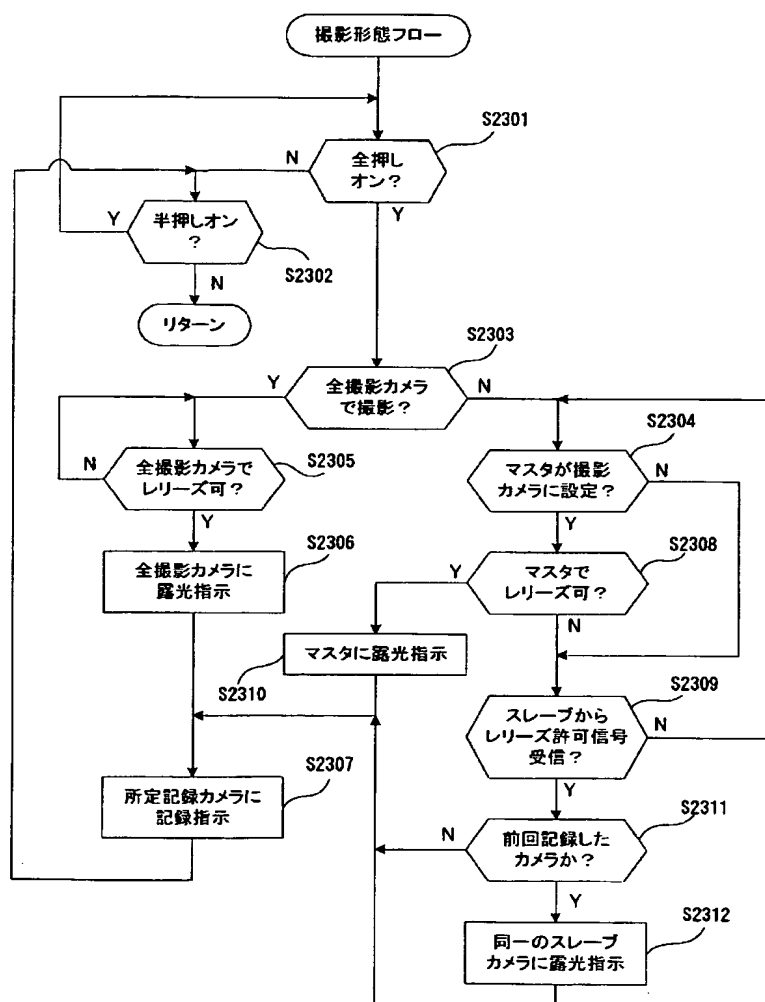 撮影形態フロー
S2301
全押し
オン?
N
Y
半押しオン
?
Y
S2302
N
リターン
S2303
全撮影カメラ
で撮影?
Y
N
S2304
マスタが撮影
カメラに設定?
N
Y
S2305
全撮影カメラで
レリーズ可?
N
Y
S2306
全撮影カメラに
露光指示
S2308
マスタで
レリーズ可?
Y
N
マスタに露光指示
S2310
S2309
スレーブから
レリーズ許可信号
受信?
N
Y
S2307
所定記録カメラに
記録指示
S2311
前回記録した
カメラか?
N
Y
S2312
同一のスレーブ
カメラに露光指示